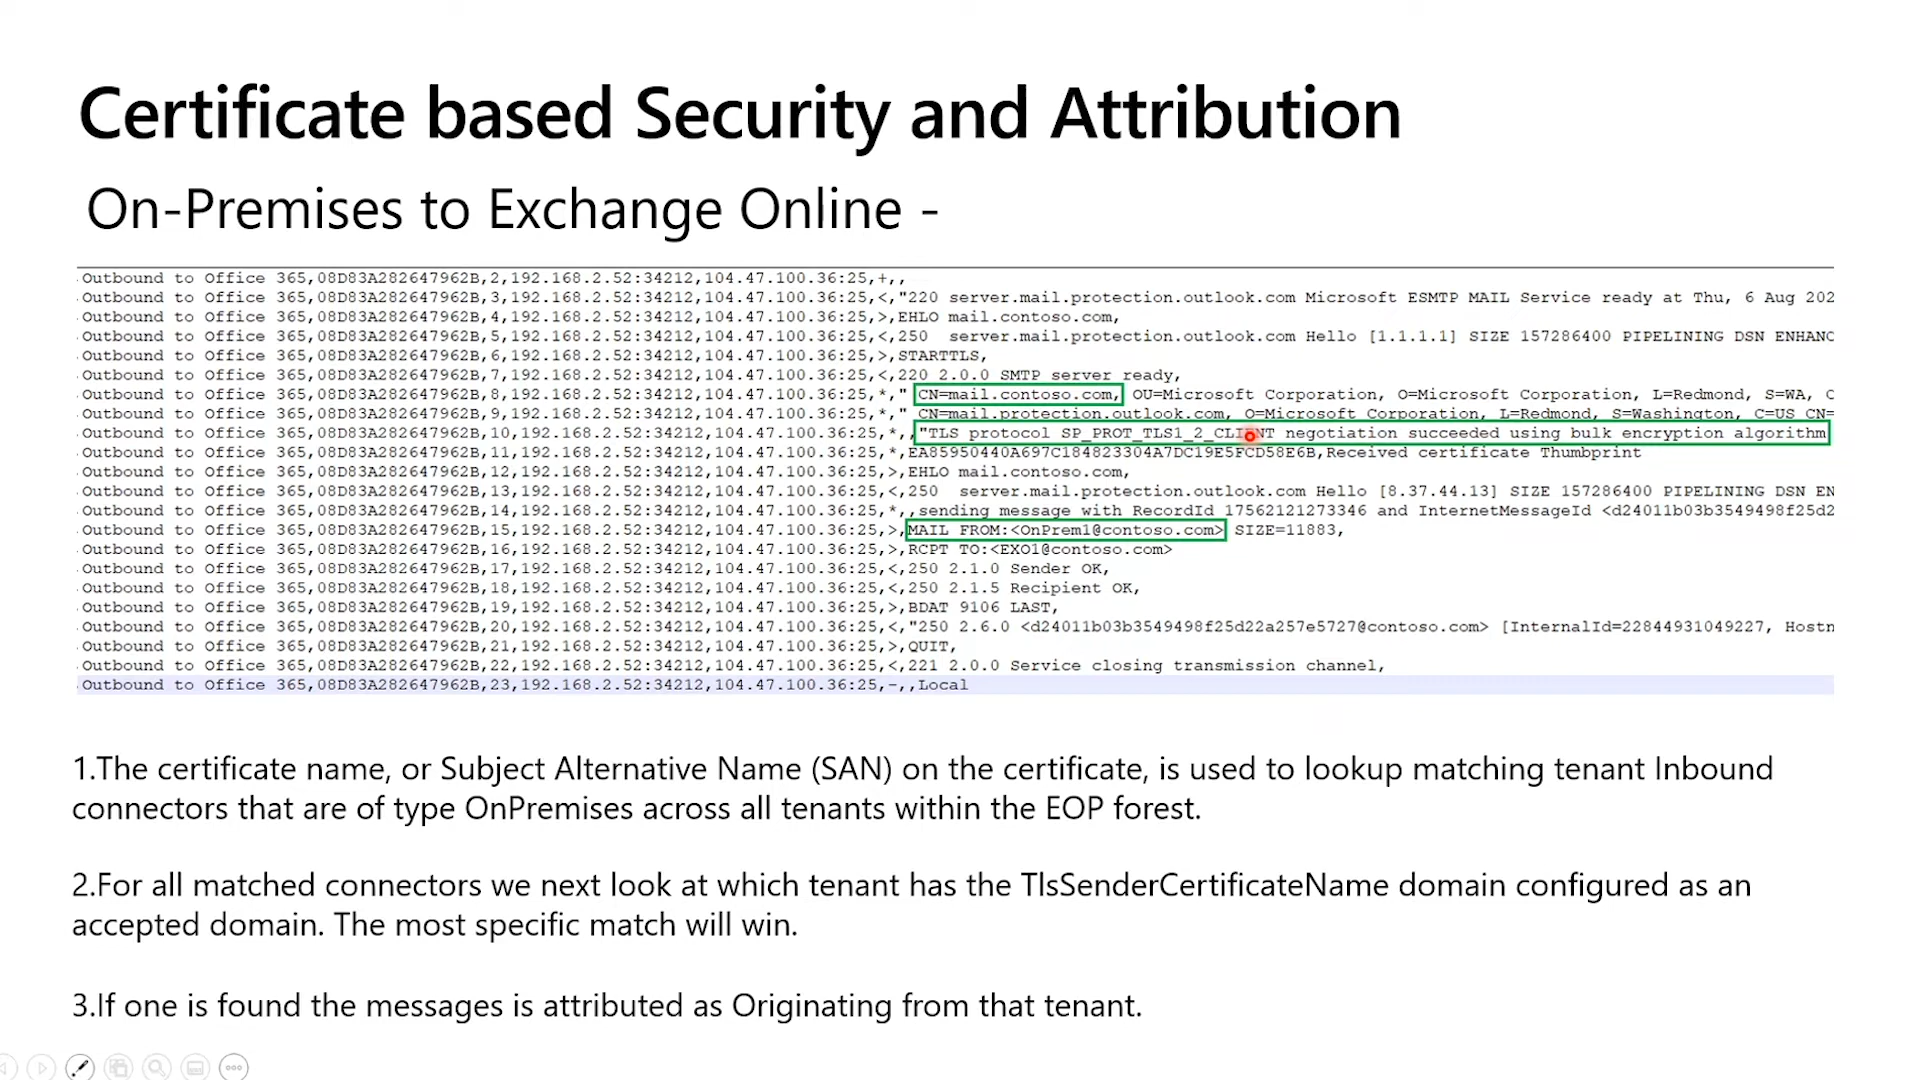 Certificate based Security and Attribution
On-Premises to Exchange Online -
Outbound to Office 365,08D83A282647962B,2,192.168.2.52:34212,104.47.100.36:25,+,,
Outbound to Office 365,08D83A282647962B,3,192.168.2.52:34212,104.47.100.36:25,<,"220 server.mail.protection.outlook.com Microsoft ESMTP MAIL Service ready at Thu, 6 Aug 202
Outbound to Office 365,08D83A282647962B,4,192.168.2.52:34212,104.47.100.36:25,>,EHLO mail.contoso.com,
Outbound to Office 365,08D83A282647962B,5,192.168.2.52:34212,104.47.100.36:25,<,250 server.mail.protection.outlook.com Hello [1.1.1.1] SIZE 157286400 PIPELINING DSN ENHANC
Outbound to Office 365,08D83A282647962B,6,192.168.2.52:34212,104.47.100.36:25,>,STARTTLS,
Outbound to Office 365,08D83A282647962B,7,192.168.2.52:34212,104.47.100.36:25,<,220 2.0.0 SMTP server ready,
Outbound to Office 365,08D83A282647962B,8,192.168.2.52:34212,104.47.100.36:25,*," CN=mail.contoso.com, OU=Microsoft Corporation, O=Microsoft Corporation, L=Redmond, S=WA, C
Outbound to Office 365,08D83A282647962B,9,192.168.2.52:34212,104.47.100.36:25,*," CN=mail.protection.outlook.com, O=Microsoft Corporation, L=Redmond, S=Washington, C=US CN=
Outbound to Office 365,08D83A282647962B,10,192.168.2.52:34212,104.47.100.36:25,*,,"TLS protocol SP_PROT_TLS1_2_CLIENT negotiation succeeded using bulk encryption algorithm
Outbound to Office 365,08D83A282647962B,11,192.168.2.52:34212,104.47.100.36:25,*,EA85950440A697C184823304A7DC19E5FCD58E6B,Received certificate Thumbprint
Outbound to Office 365,08D83A282647962B,12,192.168.2.52:34212,104.47.100.36:25,>,EHLO mail.contoso.com,
Outbound to Office 365,08D83A282647962B,13,192.168.2.52:34212,104.47.100.36:25,<,250 server.mail.protection.outlook.com Hello [8.37.44.13] SIZE 157286400 PIPELINING DSN EN
Outbound to Office 365,08D83A282647962B,14,192.168.2.52:34212,104.47.100.36:25,*,,sending message with RecordId 17562121273346 and InternetMessageId <d24011b03b3549498f25d2
Outbound to Office 365,08D83A282647962B,15,192.168.2.52:34212,104.47.100.36:25,>,MAIL FROM:<OnPrem1@contoso.com> SIZE=11883,
Outbound to Office 365,08D83A282647962B,16,192.168.2.52:34212,104.47.100.36:25,>,RCPT TO:<EXO1@contoso.com>
Outbound to Office 365,08D83A282647962B,17,192.168.2.52:34212,104.47.100.36:25,<,250 2.1.0 Sender OK,
Outbound to Office 365,08D83A282647962B,18,192.168.2.52:34212,104.47.100.36:25,<,250 2.1.5 Recipient OK,
Outbound to Office 365,08D83A282647962B,19,192.168.2.52:34212,104.47.100.36:25,>,BDAT 9106 LAST,
Outbound to Office 365,08D83A282647962B,20,192.168.2.52:34212,104.47.100.36:25,<,"250 2.6.0 <d24011b03b3549498f25d22a257e5727@contoso.com> [InternalId=22844931049227, Hostn
Outbound to Office 365,08D83A282647962B,21,192.168.2.52:34212,104.47.100.36:25,>,QUIT,
Outbound to Office 365,08D83A282647962B,22,192.168.2.52:34212,104.47.100.36:25,<,221 2.0.0 Service closing transmission channel,
Outbound to Office 365,08D83A282647962B,23,192.168.2.52:34212,104.47.100.36:25,-,,Local
1.The certificate name, or Subject Alternative Name (SAN) on the certificate, is used to lookup matching tenant Inbound
connectors that are of type OnPremises across all tenants within the EOP forest.
2.For all matched connectors we next look at which tenant has the TlsSenderCertificateName domain configured as an
accepted domain. The most specific match will win.
3.If one is found the messages is attributed as Originating from that tenant.